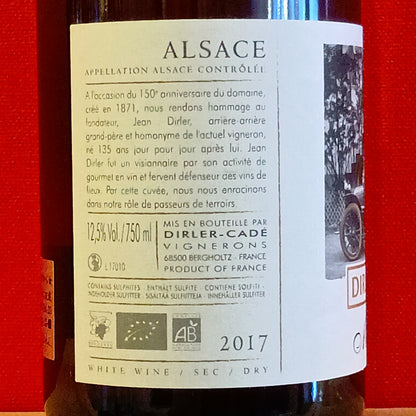 ALSACE
APPELLATION ALSACE CONTRÔLÉE
A l'occasion du 150e anniversaire du domaine,
créé en 1871, nous rendons hommage au
fondateur, Jean Dirler, arrière-arrière
grand-père et homonyme de l'actuel vigneron,
né 135 ans jour pour jour après lui. Jean
Dirler fut un visionnaire par son activité de
gourmet en vin et fervent défenseur des vins de
lieux. Par cette cuvée, nous nous enracinons
dans notre rôle de passeurs de terroirs.
12,5% Vol. / 750 ml
MIS EN BOUTEILLE PAR
DIRLER-CADÉ
VIGNERONS
68500 BERGHOLTZ - FRANCE
PRODUCT OF FRANCE
L 17010
CONTAINS SULPHITES - ENTHÄLT SULFITE - CONTIENE SOLFITI -
INDEHOLDER SULFITTER - SISÄLTÄÄ SULFIITTEJA - INNEHÅLLER SULFITER
AB
2017
WHITE WINE / SEC / DRY
DIR